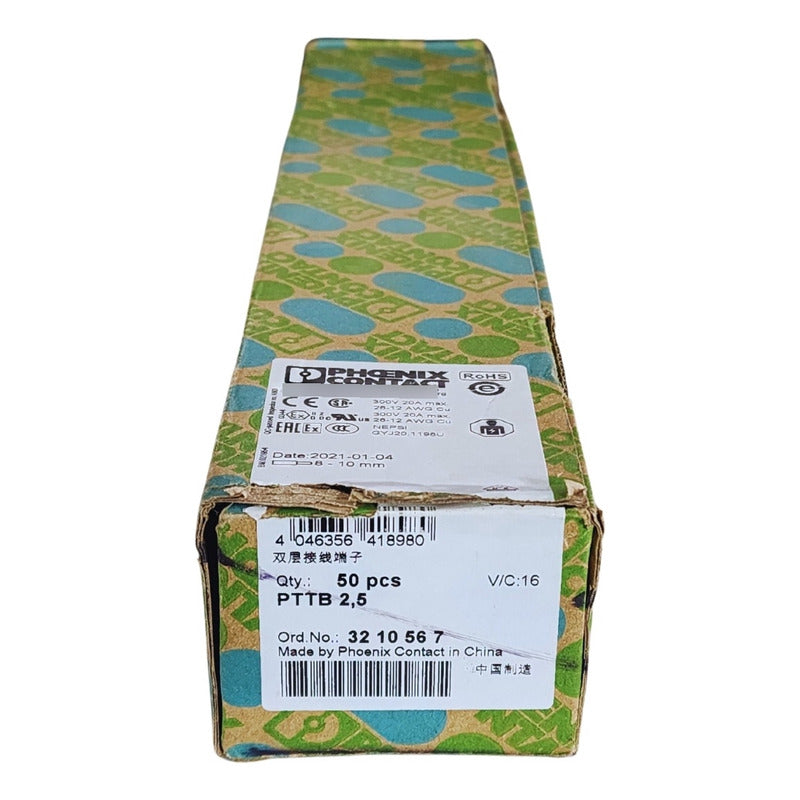 PHOENIX
CONTACT
RoHS
CE
300V 20A max.
26-12 AWG Cu
Ex
300V 20A max.
26-12 AWG Cu
EAC Ex CCC
NEPSI
GYJ20.1198U
Date:2021-01-04
8 - 10 mm
4 046356 418980
双层接线端子
Qty.: 50 pcs V/C:16
PTTB 2,5
Ord.No.: 32 10 56 7
Made by Phoenix Contact in China
中国制造